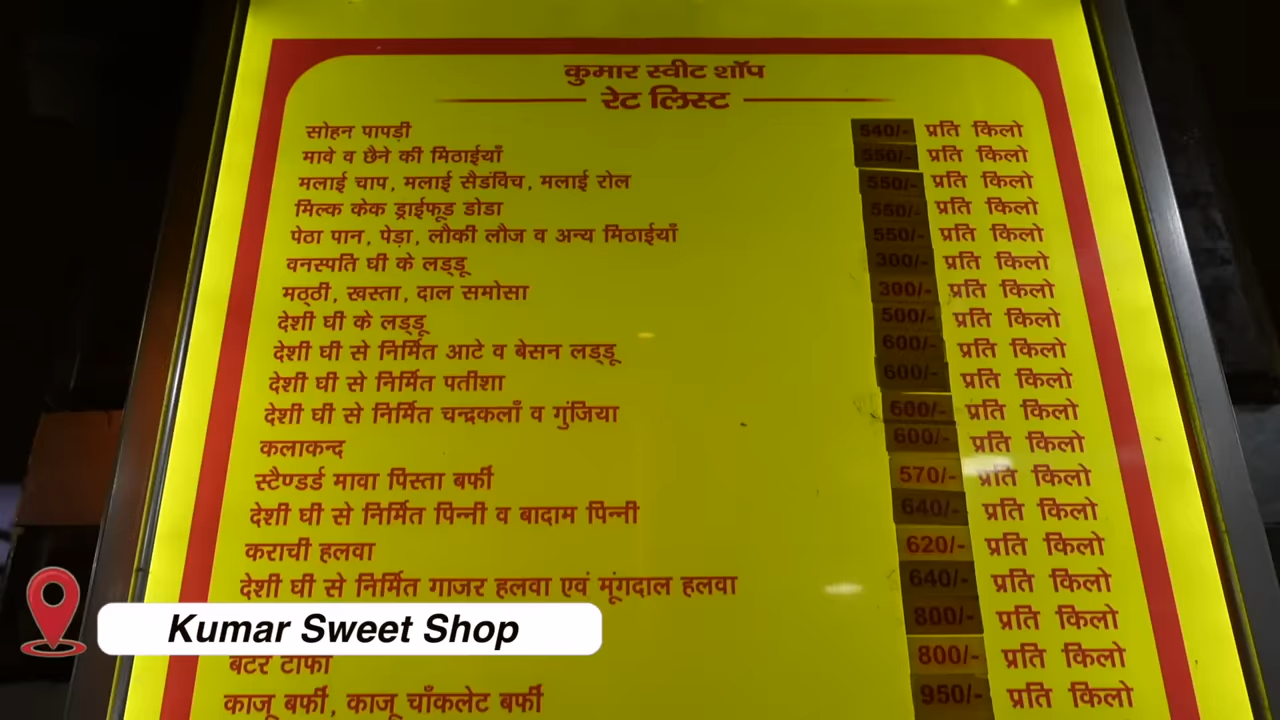 कुमार स्वीट शॉप
रेट लिस्ट
सोहन पापड़ी 540/- प्रति किलो
मावे व छैने की मिठाईयाँ 550/- प्रति किलो
मलाई चाप, मलाई सैडंविच, मलाई रोल 550/- प्रति किलो
मिल्क केक ड्राईफूड डोडा 550/- प्रति किलो
पेठा पान, पेड़ा, लौकी लौज व अन्य मिठाईयाँ 550/- प्रति किलो
वनस्पति घी के लड्डू 300/- प्रति किलो
मठ्ठी, खस्ता, दाल समोसा 300/- प्रति किलो
देशी घी के लड्डू 500/- प्रति किलो
देशी घी से निर्मित आटे व बेसन लड्डू 600/- प्रति किलो
देशी घी से निर्मित पतीशा 600/- प्रति किलो
देशी घी से निर्मित चन्द्रकलाँ व गुंजिया 600/- प्रति किलो
कलाकन्द 600/- प्रति किलो
स्टैण्डर्ड मावा पिस्ता बर्फी 570/- प्रति किलो
देशी घी से निर्मित पिन्नी व बादाम पिन्नी 640/- प्रति किलो
कराची हलवा 620/- प्रति किलो
देशी घी से निर्मित गाजर हलवा एवं मूंगदाल हलवा 640/- प्रति किलो
800/- प्रति किलो
Kumar Sweet Shop
बटर टॉफी 800/- प्रति किलो
काजू बर्फी, काजू चाँकलेट बर्फी 950/- प्रति किलो